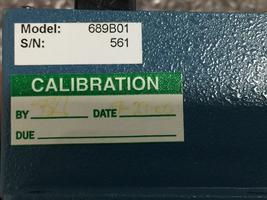 Model: 689B01
S/N: 561
CALIBRATION
BY DATE
DUE